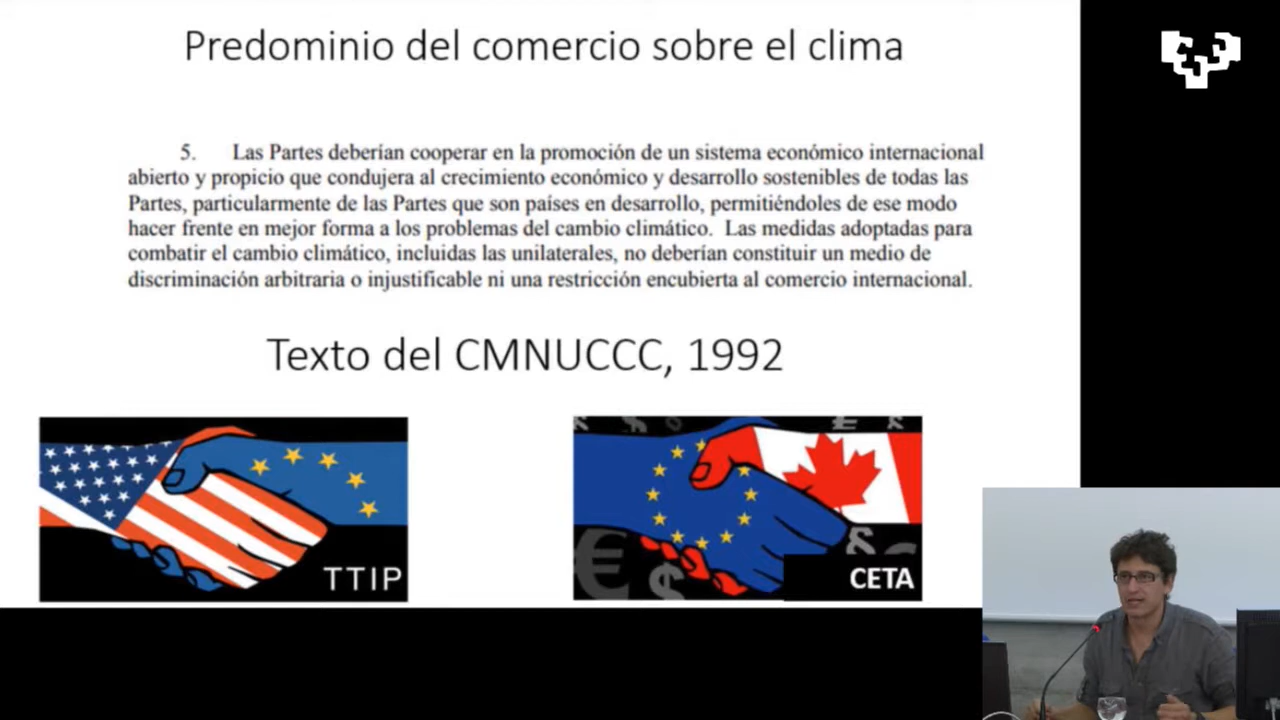 Predominio del comercio sobre el clima
5. Las Partes deberían cooperar en la promoción de un sistema económico internacional
abierto y propicio que condujera al crecimiento económico y desarrollo sostenibles de todas las
Partes, particularmente de las Partes que son países en desarrollo, permitiéndoles de ese modo
hacer frente en mejor forma a los problemas del cambio climático. Las medidas adoptadas para
combatir el cambio climático, incluidas las unilaterales, no deberían constituir un medio de
discriminación arbitraria o injustificable ni una restricción encubierta al comercio internacional.
Texto del CMNUCCC, 1992
TTIP
CETA